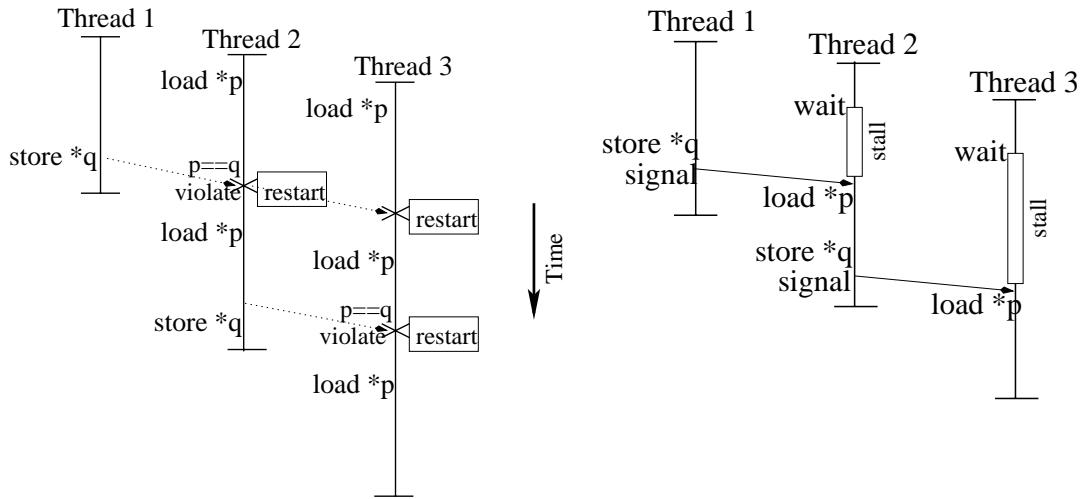 Thread 1
Thread 2
Thread 3
load *p
load *p
store *q
p==q
violate
restart
restart
load *p
load *p
p==q
store *q
violate
restart
load *p
Time
Thread 1
Thread 2
Thread 3
wait
stall
store *q
signal
wait
stall
load *p
store *q
signal
load *p